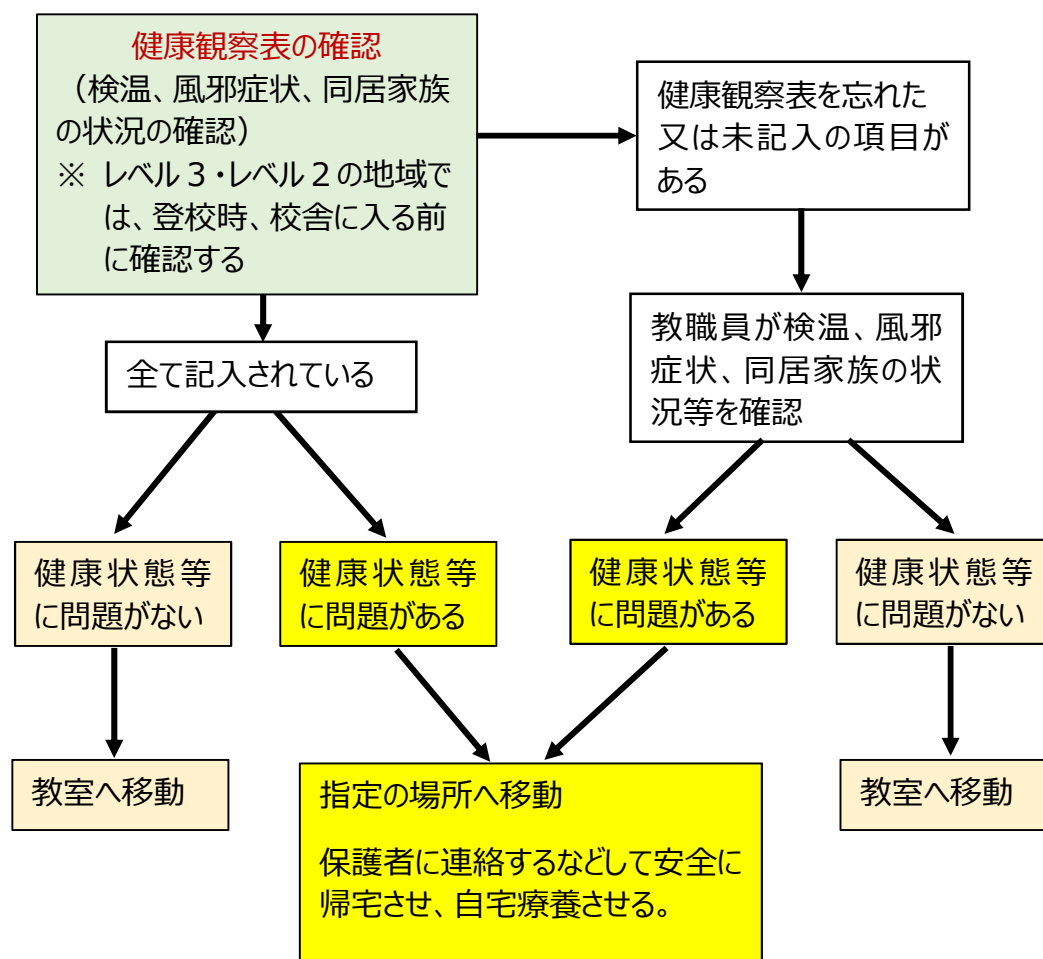 健康観察表の確認
（検温、風邪症状、同居家族
の状況の確認）
※ レベル３・レベル２の地域で
は、登校時、校舎に入る前
に確認する
健康観察表を忘れた
又は未記入の項目が
ある
全て記入されている
教職員が検温、風邪
症状、同居家族の状
況等を確認
健康状態等
に問題がない
健康状態等
に問題がある
健康状態等
に問題がある
健康状態等
に問題がない
教室へ移動
指定の場所へ移動
保護者に連絡するなどして安全に
帰宅させ、自宅療養させる。
教室へ移動